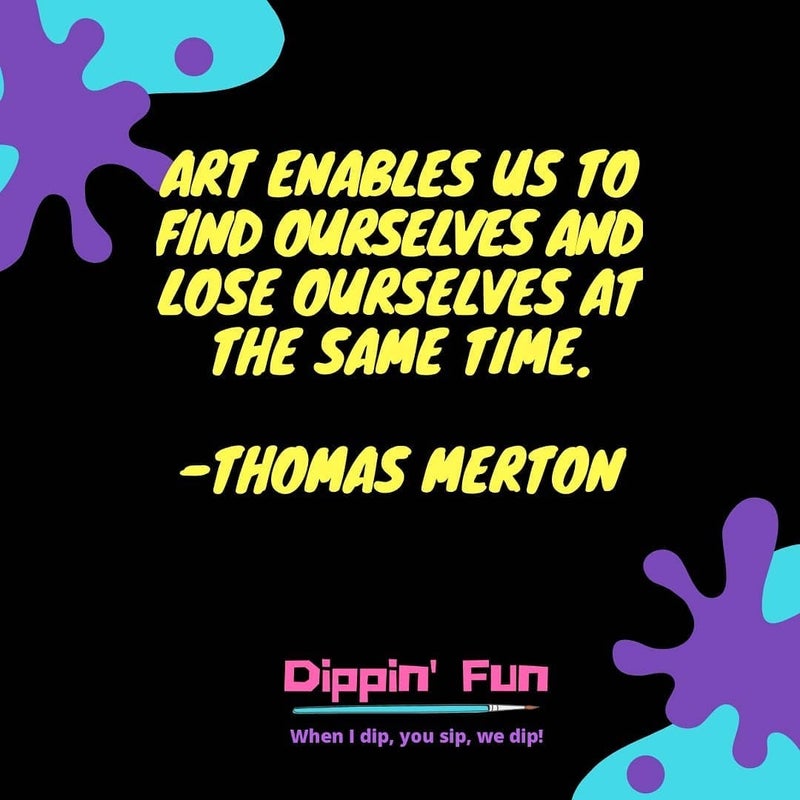 ART ENABLES US TO
FIND OURSELVES AND
LOSE OURSELVES AT
THE SAME TIME.
-THOMAS MERTON
Dippin' Fun
When I dip, you sip, we dip!